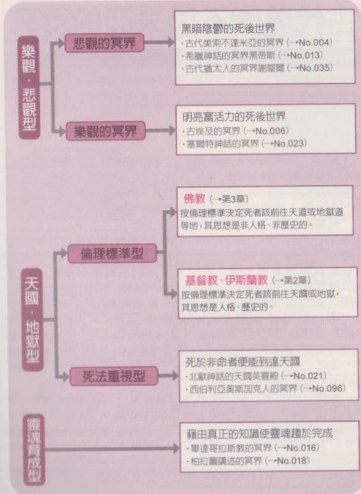 樂觀・悲觀型
悲觀的冥界
黑暗陰鬱的死後世界
・古代美索不達米亞的冥界（→No.004）
・希臘神話的冥界黑帝斯（→No.013）
・古代猶太人的冥界謝屋爾（→No.035）
樂觀的冥界
明亮富活力的死後世界
・古埃及的冥界（→No.006）
・塞爾特神話的冥界（→No.023）
天國・地獄型
倫理標準型
佛教（→第3章）
按倫理標準決定死者該前往天道或地獄道
等地，其思想是非人格、非歷史的。
基督教、伊斯蘭教（→第2章）
按倫理標準決定死者該前往天國或地獄，
其思想是人格、歷史的。
死法重視型
死於非命者便能到達天國
・北歐神話的天國英靈殿（→No.021）
・西伯利亞奧斯加克人的冥界（→No.096）
靈魂育成型
藉由真正的知識使靈魂趨於完成
・畢達哥拉斯教的冥界（→No.016）
・柏拉圖講述的冥界（→No.018）